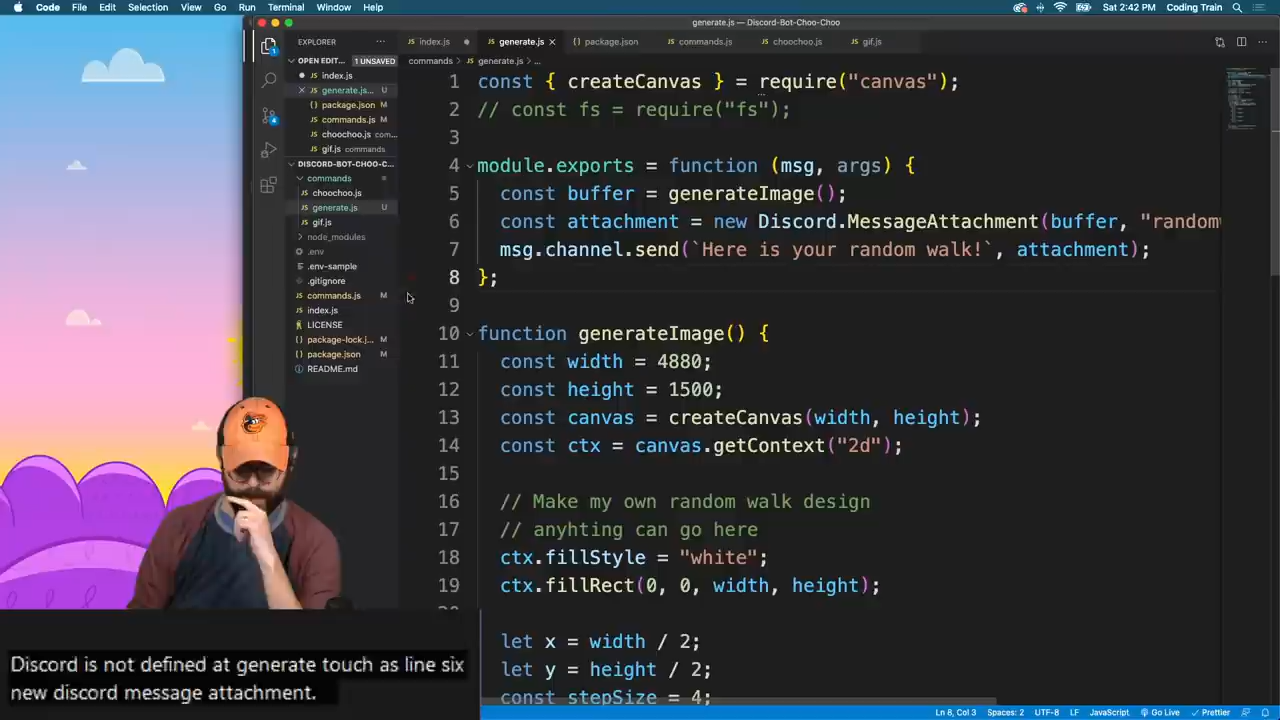 Code File Edit Selection View Go Run Terminal Window Help Sat 2:42 PM Coding Train
generate.js — Discord-Bot-Choo-Choo
EXPLORER
index.js
generate.js
package.json
commands.js
choochoo.js
gif.js
OPEN EDIT... 1 UNSAVED
commands > generate.js > ...
index.js
generate.js... U
package.json M
commands.js M
choochoo.js com...
gif.js commands
DISCORD-BOT-CHOO-C...
commands
choochoo.js
generate.js U
gif.js
node_modules
.env
.env-sample
.gitignore
commands.js M
index.js
LICENSE
package-lock.j... M
package.json M
README.md
1 const { createCanvas } = require("canvas");
2 // const fs = require("fs");
3
4 module.exports = function (msg, args) {
5 const buffer = generateImage();
6 const attachment = new Discord.MessageAttachment(buffer, "random
7 msg.channel.send(`Here is your random walk!`, attachment);
8 };
9
10 function generateImage() {
11 const width = 4880;
12 const height = 1500;
13 const canvas = createCanvas(width, height);
14 const ctx = canvas.getContext("2d");
15
16 // Make my own random walk design
17 // anyhting can go here
18 ctx.fillStyle = "white";
19 ctx.fillRect(0, 0, width, height);
let x = width / 2;
let y = height / 2;
const stepSize = 4;
Discord is not defined at generate touch as line six
new discord message attachment.
Ln 8, Col 3 Spaces: 2 UTF-8 LF JavaScript Go Live Prettier